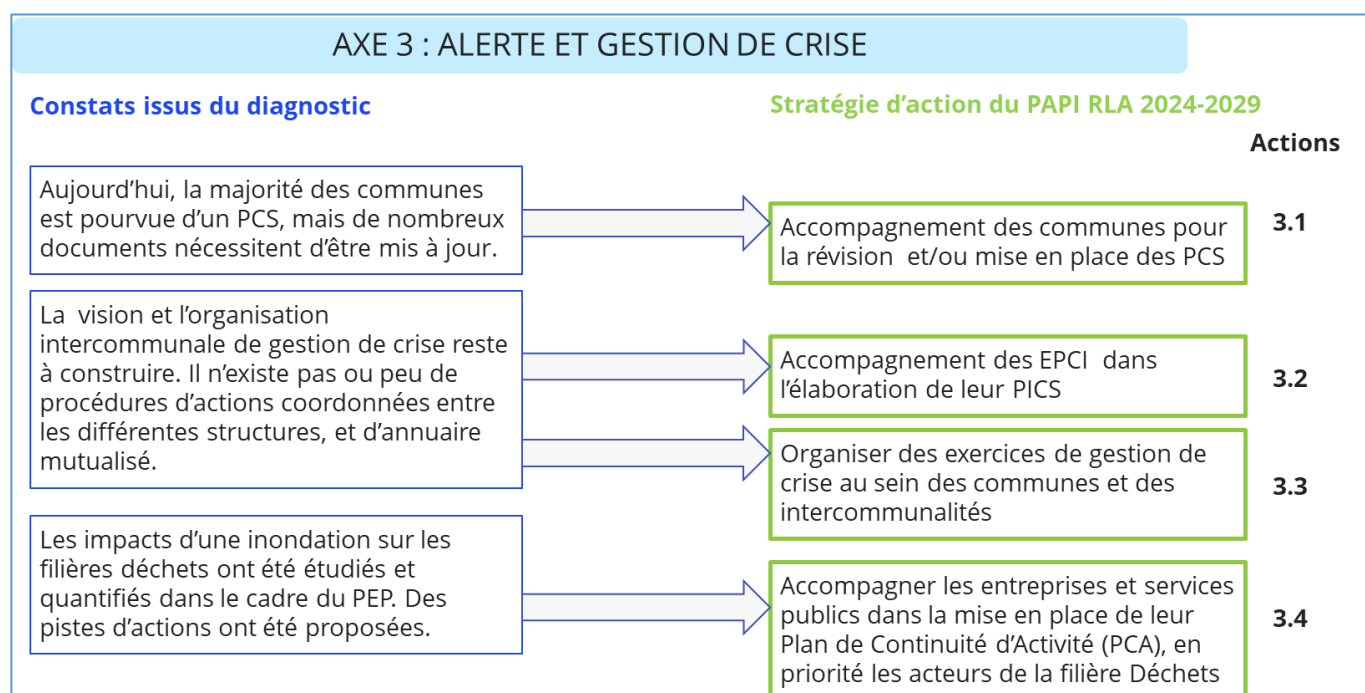 AXE 3 : ALERTE ET GESTION DE CRISE
Constats issus du diagnostic
Stratégie d’action du PAPI RLA 2024-2029
Actions
Aujourd’hui, la majorité des communes
est pourvue d’un PCS, mais de nombreux
documents nécessitent d’être mis à jour.
Accompagnement des communes pour
la révision et/ou mise en place des PCS
3.1
La vision et l’organisation
intercommunale de gestion de crise reste
à construire. Il n’existe pas ou peu de
procédures d’actions coordonnées entre
les différentes structures, et d’annuaire
mutualisé.
Accompagnement des EPCI dans
l’élaboration de leur PICS
3.2
Organiser des exercices de gestion de
crise au sein des communes et des
intercommunalités
3.3
Les impacts d’une inondation sur les
filières déchets ont été étudiés et
quantifiés dans le cadre du PEP. Des
pistes d’actions ont été proposées.
Accompagner les entreprises et services
publics dans la mise en place de leur
Plan de Continuité d’Activité (PCA), en
priorité les acteurs de la filière Déchets
3.4